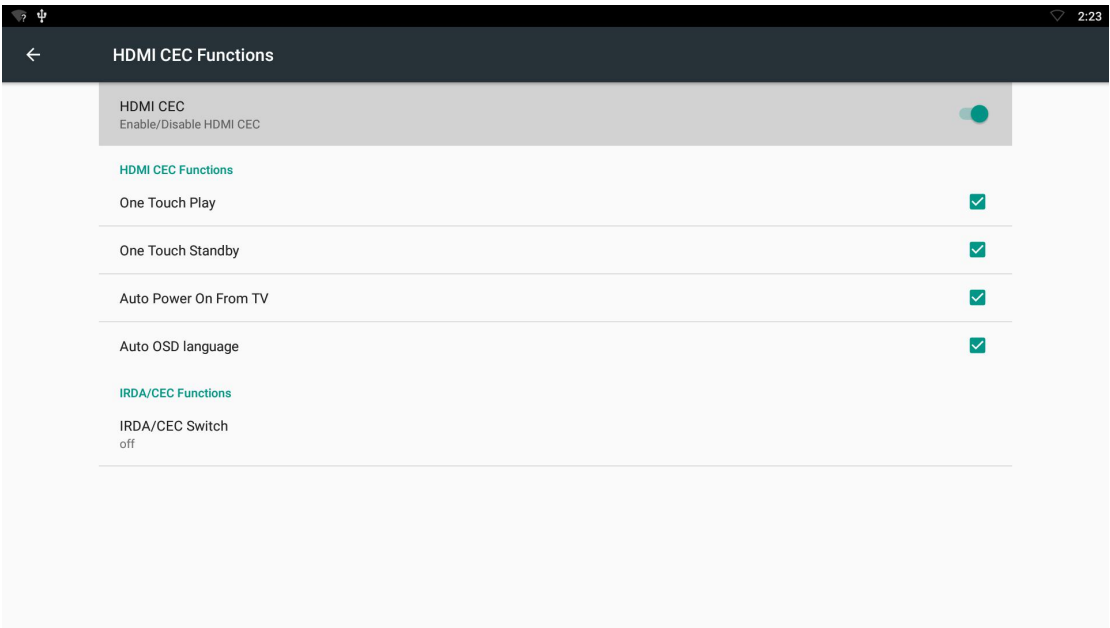 2:23
HDMI CEC Functions
HDMI CEC
Enable/Disable HDMI CEC
HDMI CEC Functions
One Touch Play
One Touch Standby
Auto Power On From TV
Auto OSD language
IRDA/CEC Functions
IRDA/CEC Switch
off